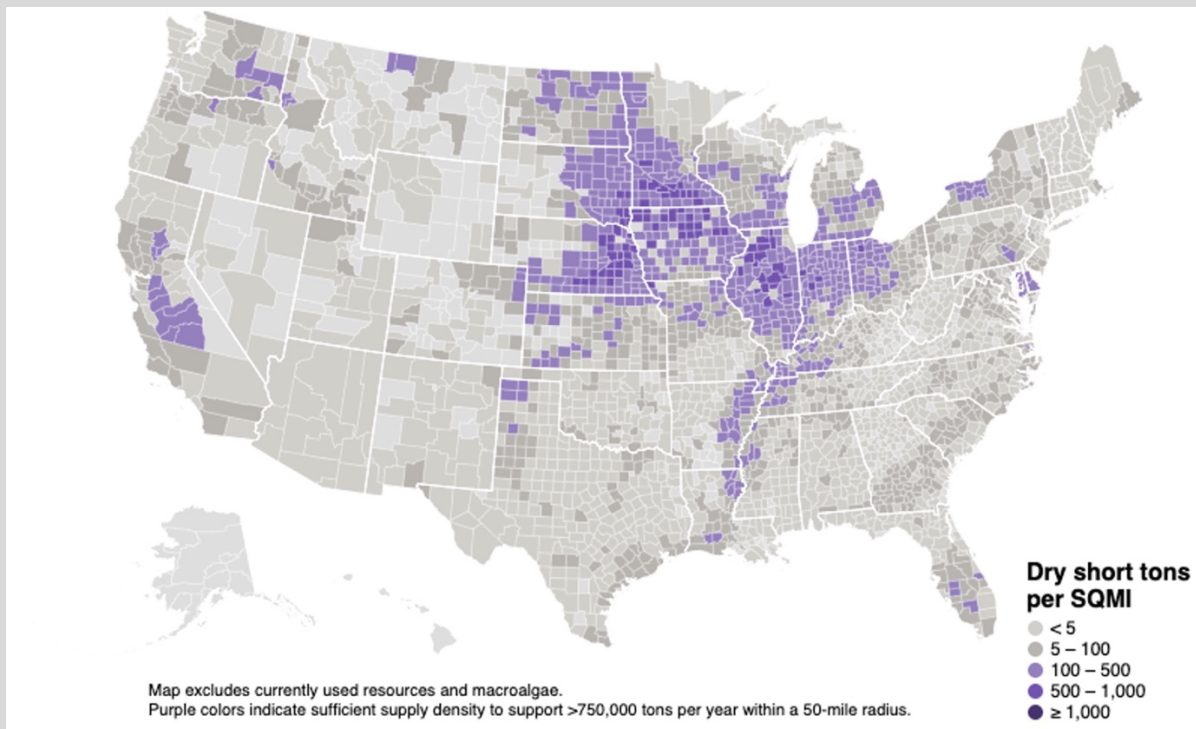 Dry short tons
per SQMI
< 5
5 – 100
100 – 500
500 – 1,000
≥ 1,000
Map excludes currently used resources and macroalgae.
Purple colors indicate sufficient supply density to support >750,000 tons per year within a 50-mile radius.